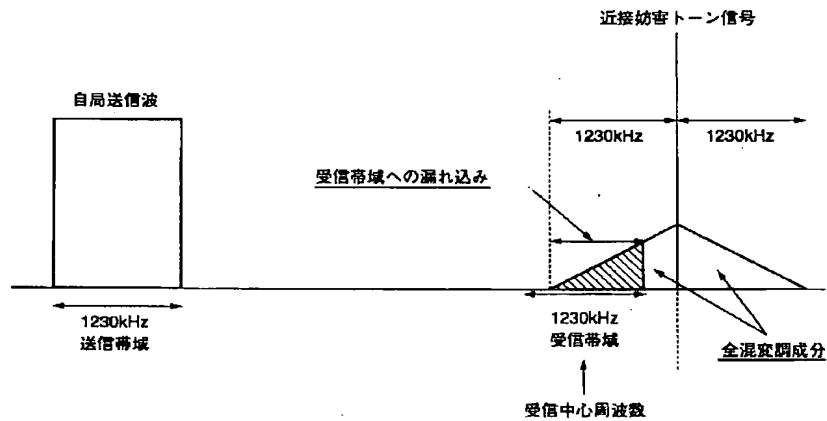 近接妨害トーン信号
自局送信波
1230kHz
1230kHz
受信帯域への漏れ込み
1230kHz
送信帯域
1230kHz
受信帯域
全混変調成分
受信中心周波数